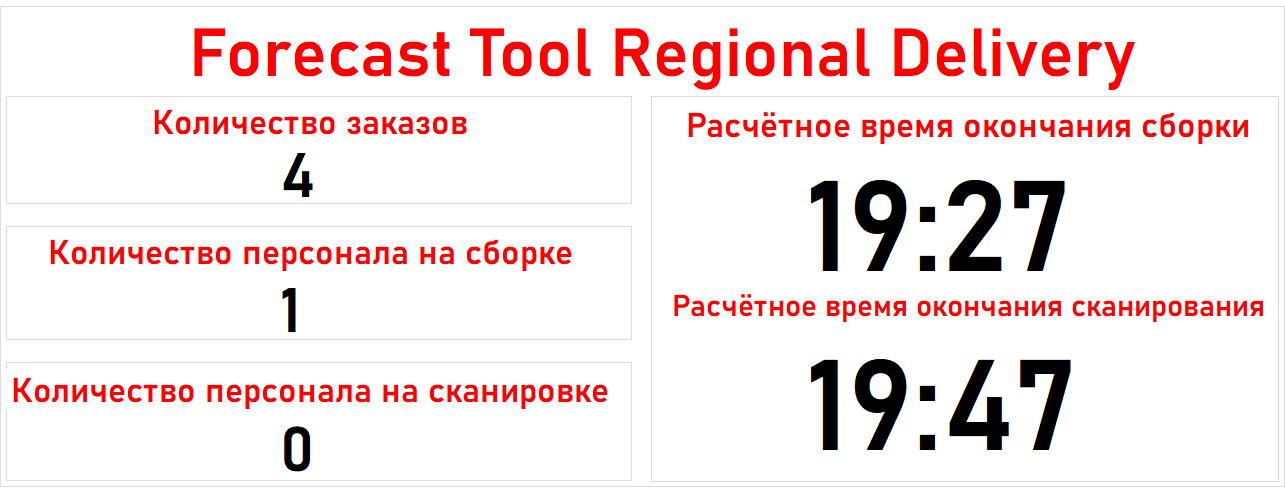 Forecast Tool Regional Delivery
Количество заказов
4
Количество персонала на сборке
1
Количество персонала на сканировке
0
Расчётное время окончания сборки
19:27
Расчётное время окончания сканирования
19:47